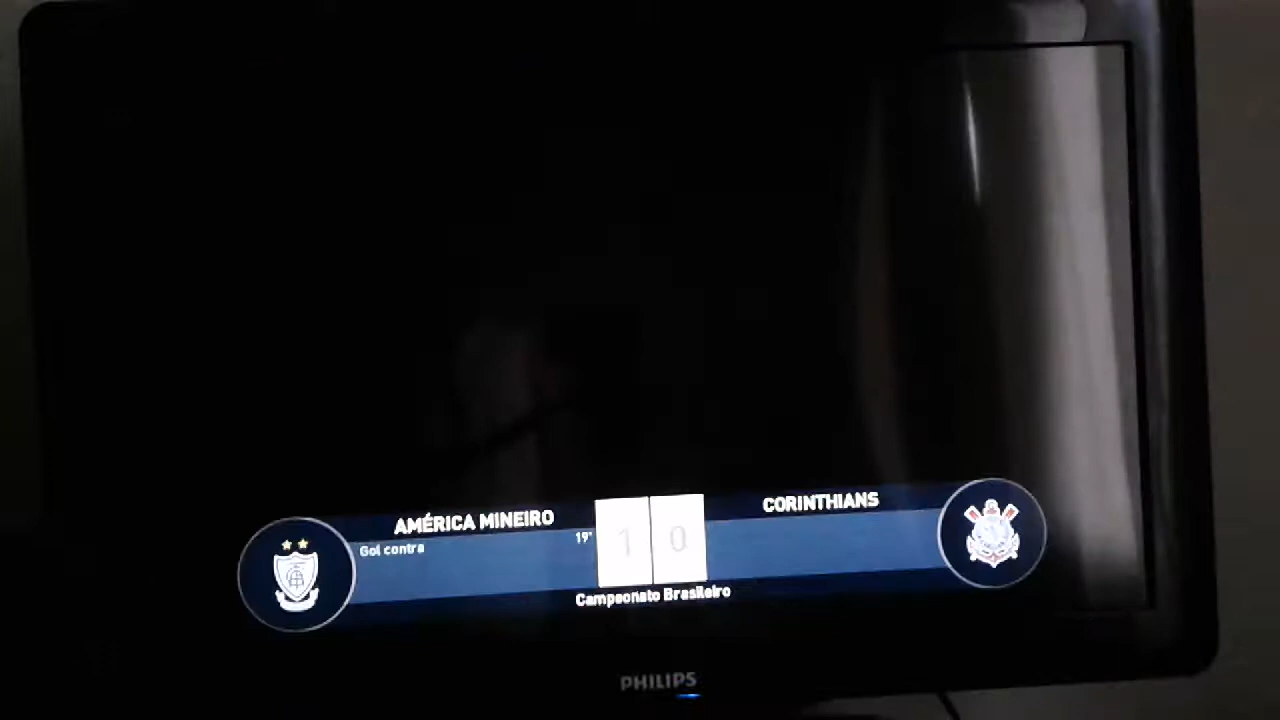 AMÉRICA MINEIRO
Gol contra 19'
1 0
CORINTHIANS
Campeonato Brasileiro
PHILIPS